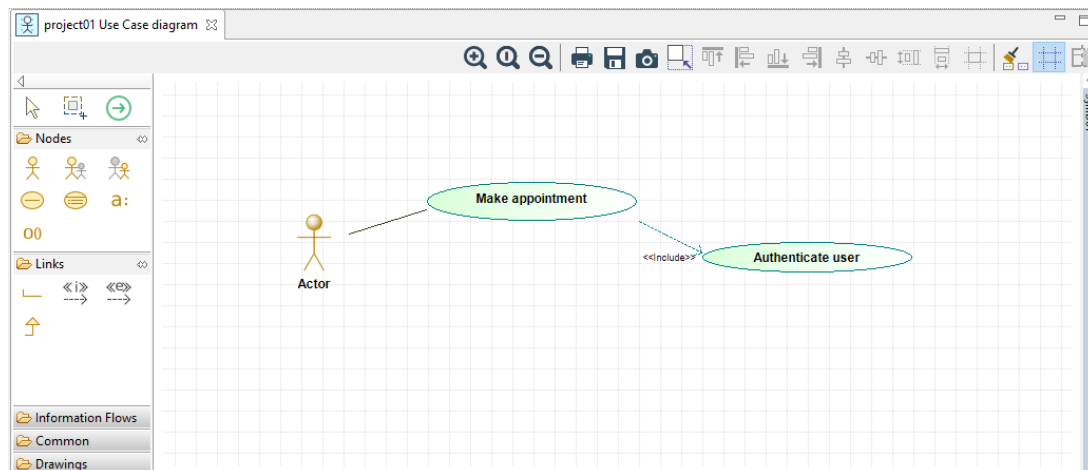 project01 Use Case diagram
Nodes
a:
Links
«i»
«e»
Information Flows
Common
Drawings
Make appointment
<<Include>>
Authenticate user
Actor